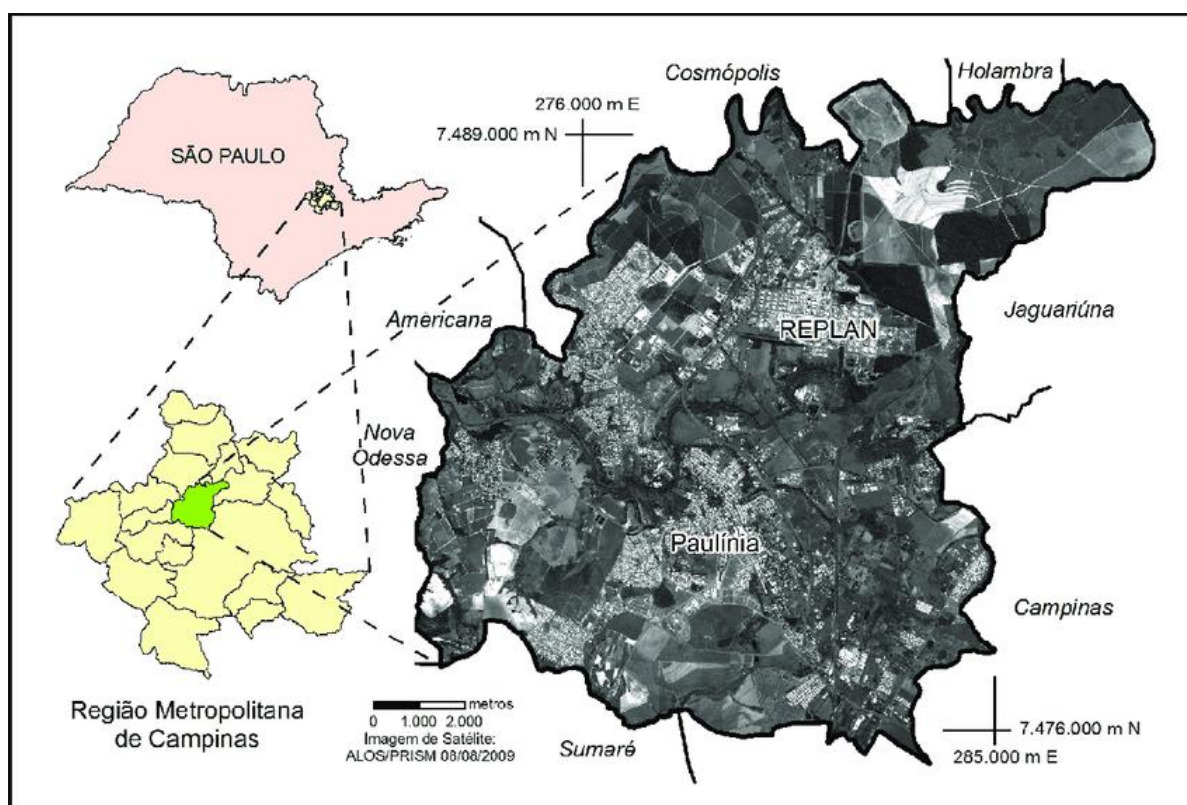 SÃO PAULO
Região Metropolitana
de Campinas
Cosmópolis
Holambra
276.000 m E
7.489.000 m N
Americana
Jaguariúna
REPLAN
Nova
Odessa
Paulínia
Campinas
0 1.000 2.000 metros
Imagem de Satélite:
ALOS/PRISM 08/08/2009
Sumaré
7.476.000 m N
285.000 m E